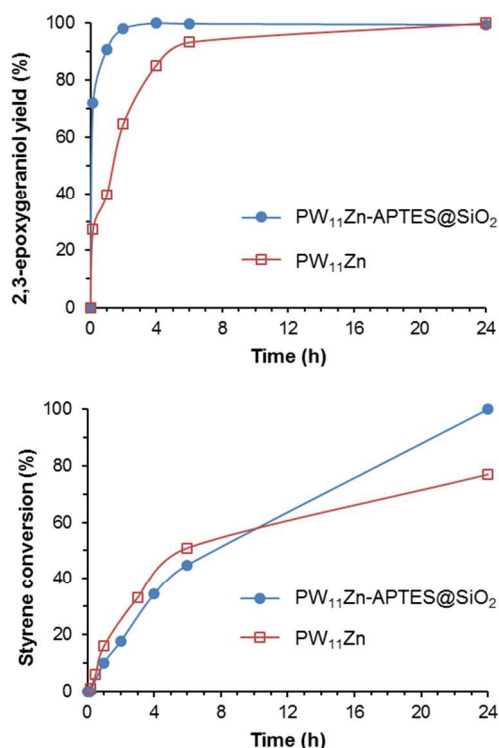 100
80
60
40
20
0
2,3-epoxygeraniol yield (%)
PW₁₁Zn-APTES@SiO₂
PW₁₁Zn
0 4 8 12 16 20 24
Time (h)
100
80
60
40
20
0
Styrene conversion (%)
PW₁₁Zn-APTES@SiO₂
PW₁₁Zn
0 4 8 12 16 20 24
Time (h)